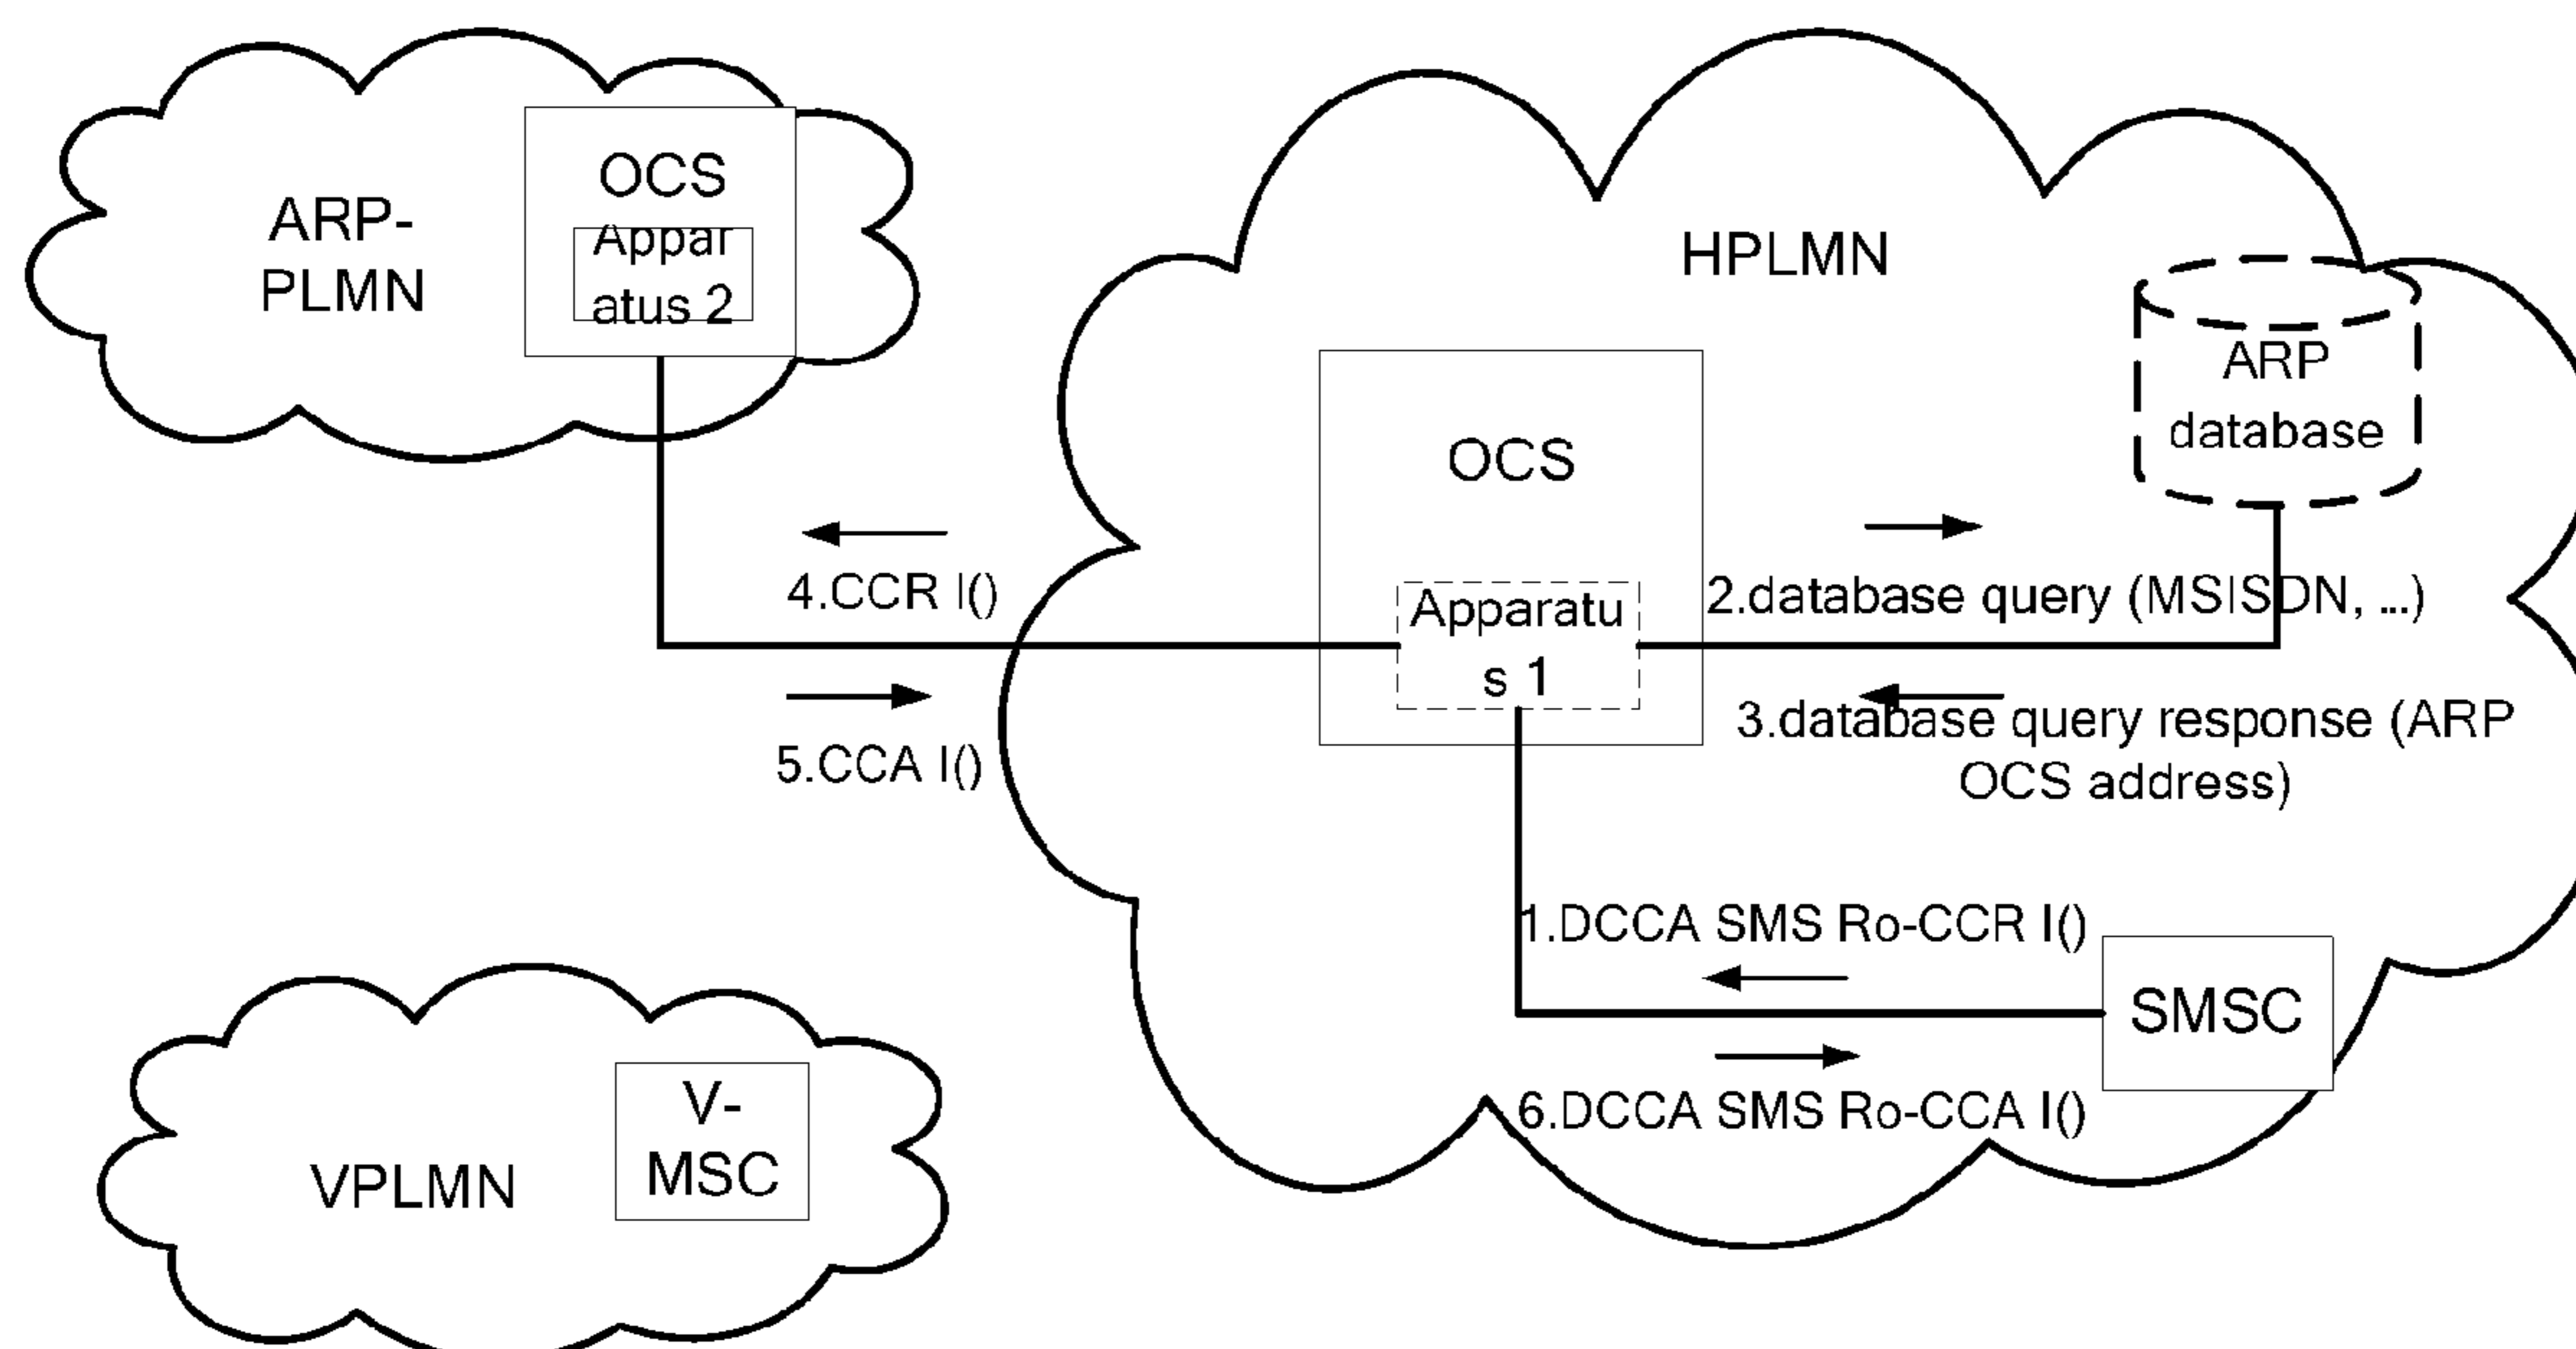 ARP-
PLMN
OCS
Appar
atus 2
HPLMN
ARP
database
OCS
Apparatu
s 1
4.CCR I()
5.CCA I()
2.database query (MSISDN, ...)
3.database query response (ARP
OCS address)
1.DCCA SMS Ro-CCR I()
SMSC
6.DCCA SMS Ro-CCA I()
VPLMN
V-
MSC